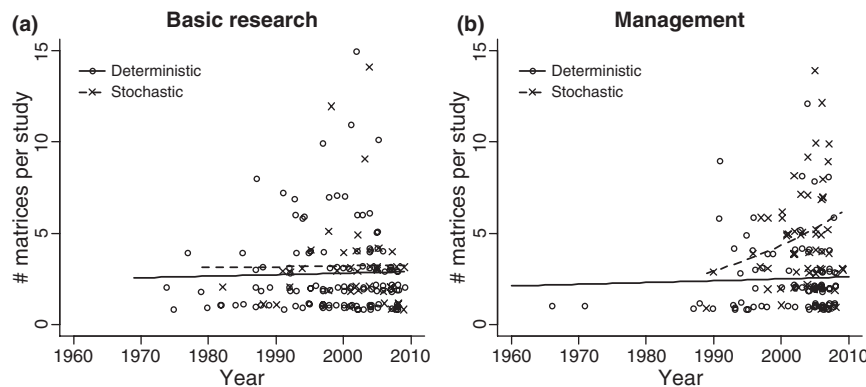 (a) Basic research
# matrices per study
15
10
5
0
Deterministic
Stochastic
1960 1970 1980 1990 2000 2010
Year
(b) Management
# matrices per study
15
10
5
0
Deterministic
Stochastic
1960 1970 1980 1990 2000 2010
Year